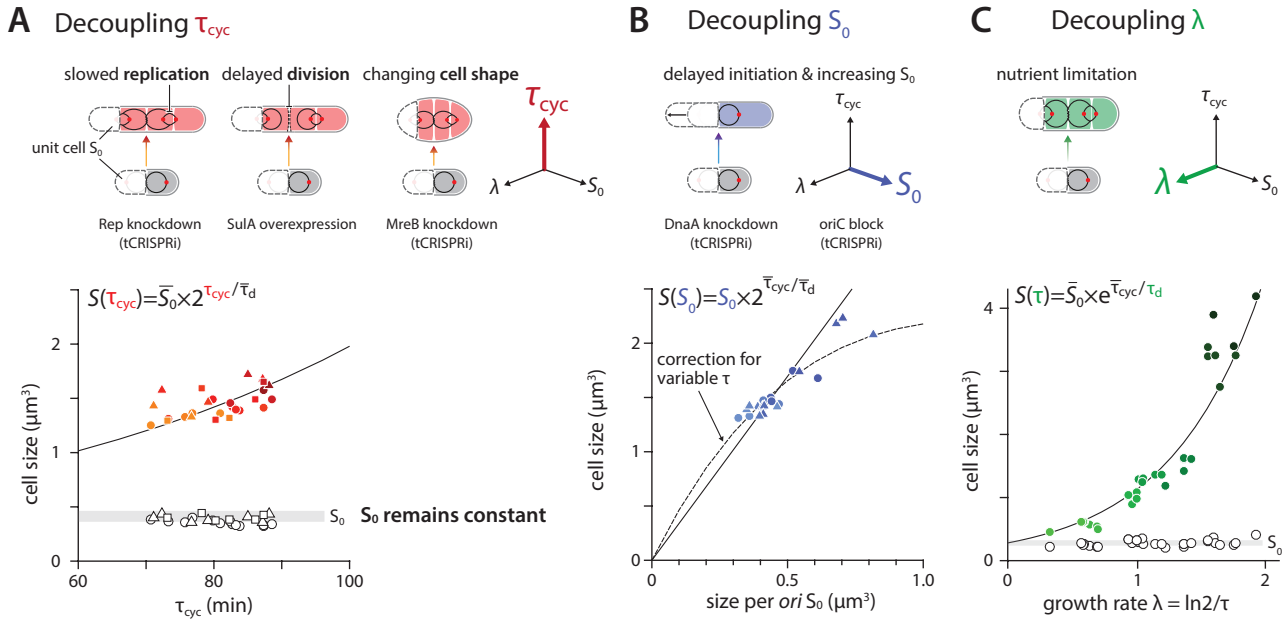 A Decoupling τcyc
slowed replication
delayed division
changing cell shape
unit cell S0
τcyc
λ
S0
Rep knockdown
(tCRISPRi)
SulA overexpression
MreB knockdown
(tCRISPRi)
S(τcyc)=S̅0×2^τcyc/τ̅d
cell size (μm³)
2
1
0
S0
S0 remains constant
60
80
100
τcyc (min)
B Decoupling S0
delayed initiation & increasing S0
τcyc
λ
S0
DnaA knockdown
(tCRISPRi)
oriC block
(tCRISPRi)
S(S0)=S0×2^τ̅cyc/τ̅d
correction for
variable τ
cell size (μm³)
2
1
0
0
0.5
1.0
size per ori S0 (μm³)
C Decoupling λ
nutrient limitation
τcyc
λ
S0
S(τ)=S̅0×e^τ̅cyc/τd
cell size (μm³)
4
2
0
S0
0
1
2
growth rate λ = ln2/τ